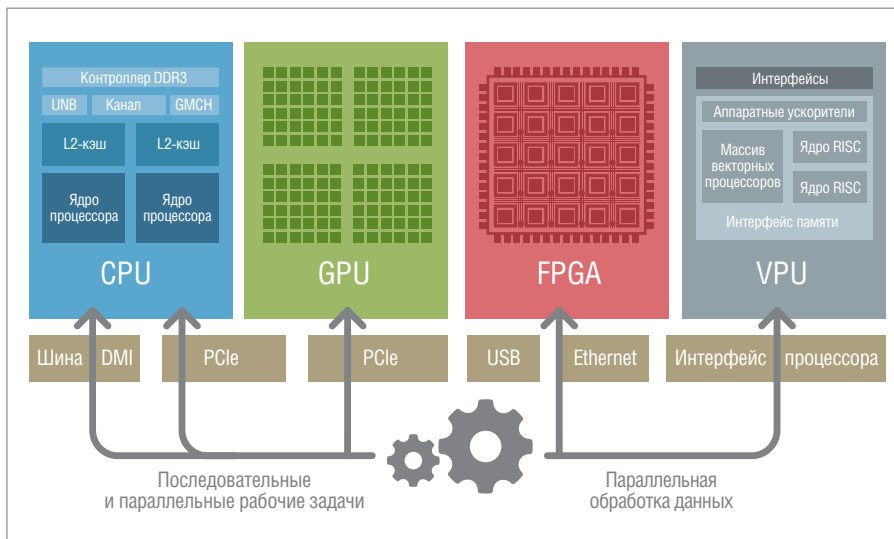 Контроллер DDR3
UNB
Канал
GMCH
L2-кэш
L2-кэш
Ядро
процессора
Ядро
процессора
CPU
GPU
FPGA
Интерфейсы
Аппаратные ускорители
Массив
векторных
процессоров
Ядро RISC
Ядро RISC
Интерфейс памяти
VPU
Шина DMI
PCIe
PCIe
USB
Ethernet
Интерфейс процессора
Последовательные
и параллельные рабочие задачи
Параллельная
обработка данных